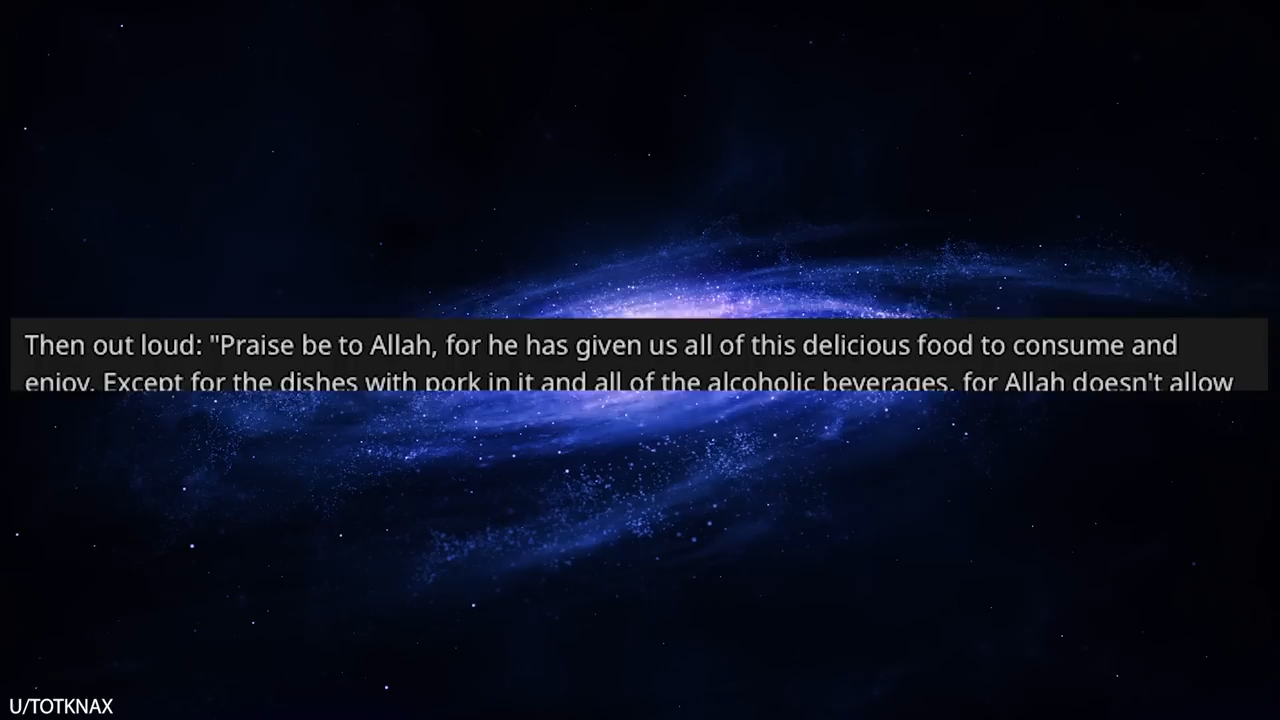 Then out loud: "Praise be to Allah, for he has given us all of this delicious food to consume and
enjoy. Except for the dishes with pork in it and all of the alcoholic beverages, for Allah doesn't allow
U/TOTKNAX